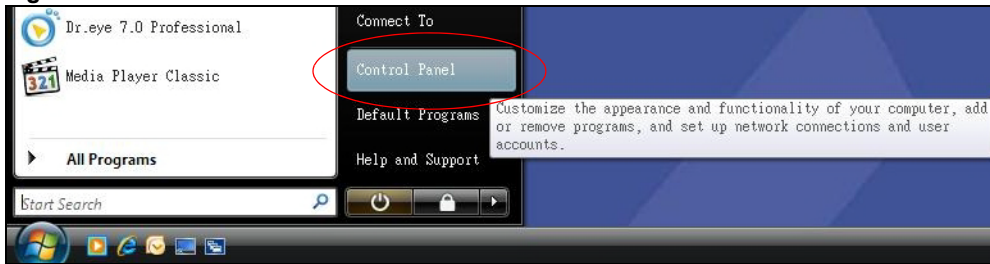 Dr.eye 7.0 Professional
321
Media Player Classic
All Programs
Start Search
Connect To
Control Panel
Default Programs
Help and Support
Customize the appearance and functionality of your computer, add
or remove programs, and set up network connections and user
accounts.